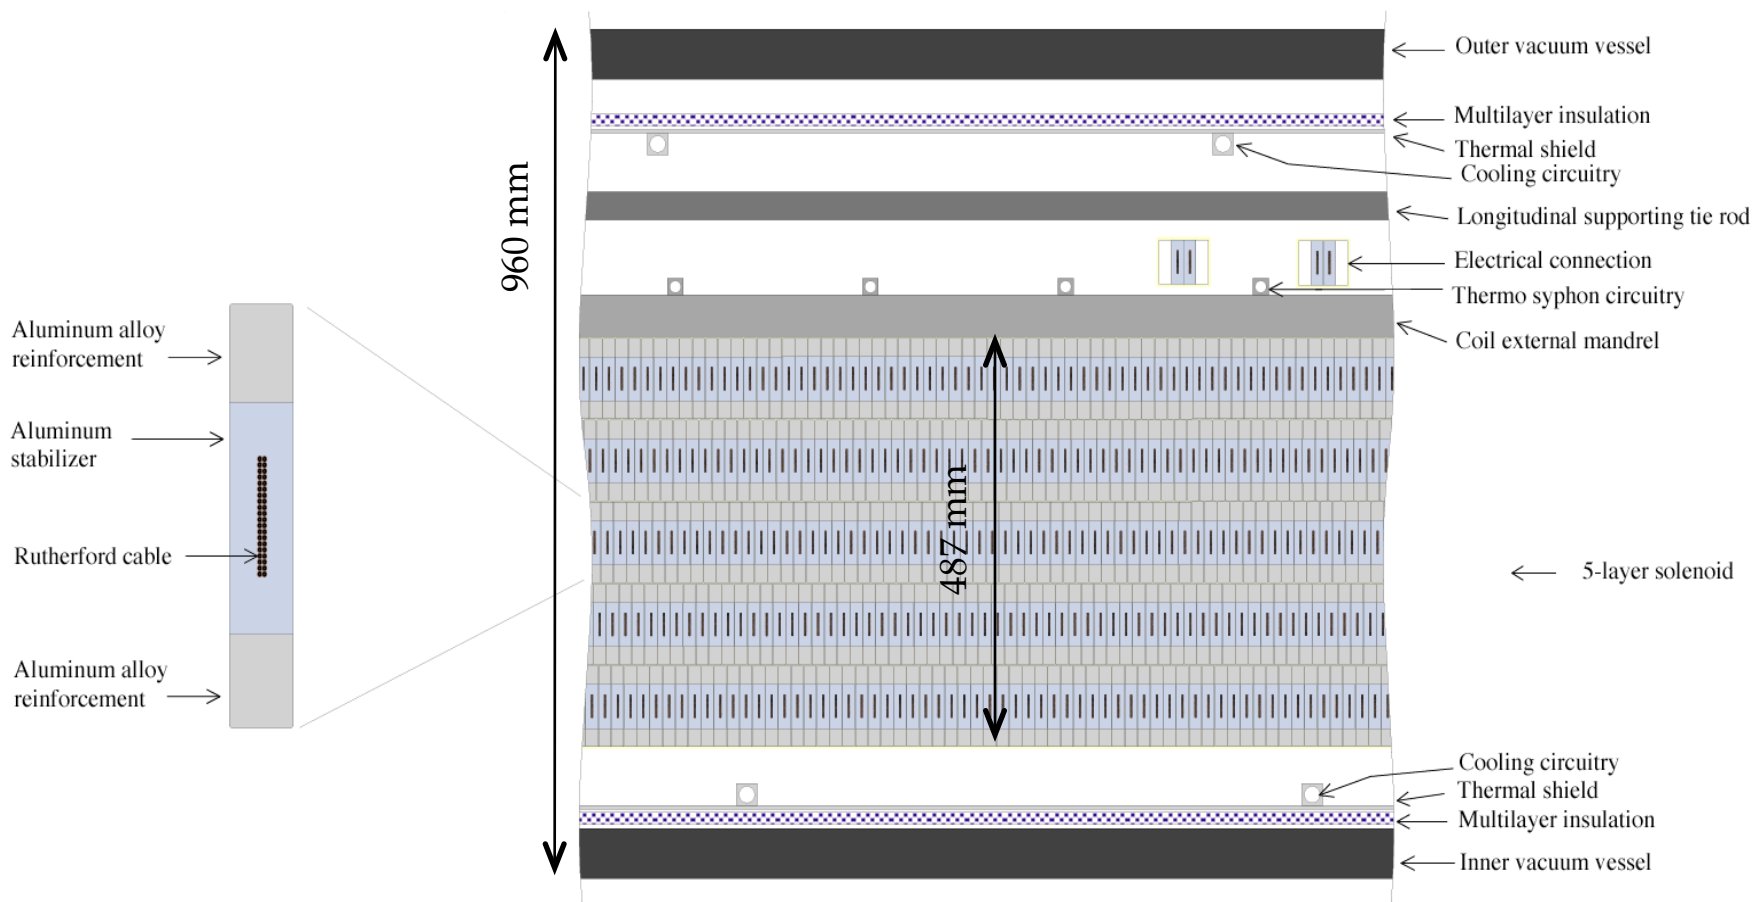 Aluminum alloy
reinforcement
Aluminum
stabilizer
Rutherford cable
Aluminum alloy
reinforcement
960 mm
487 mm
Outer vacuum vessel
Multilayer insulation
Thermal shield
Cooling circuitry
Longitudinal supporting tie rod
Electrical connection
Thermo syphon circuitry
Coil external mandrel
5-layer solenoid
Cooling circuitry
Thermal shield
Multilayer insulation
Inner vacuum vessel